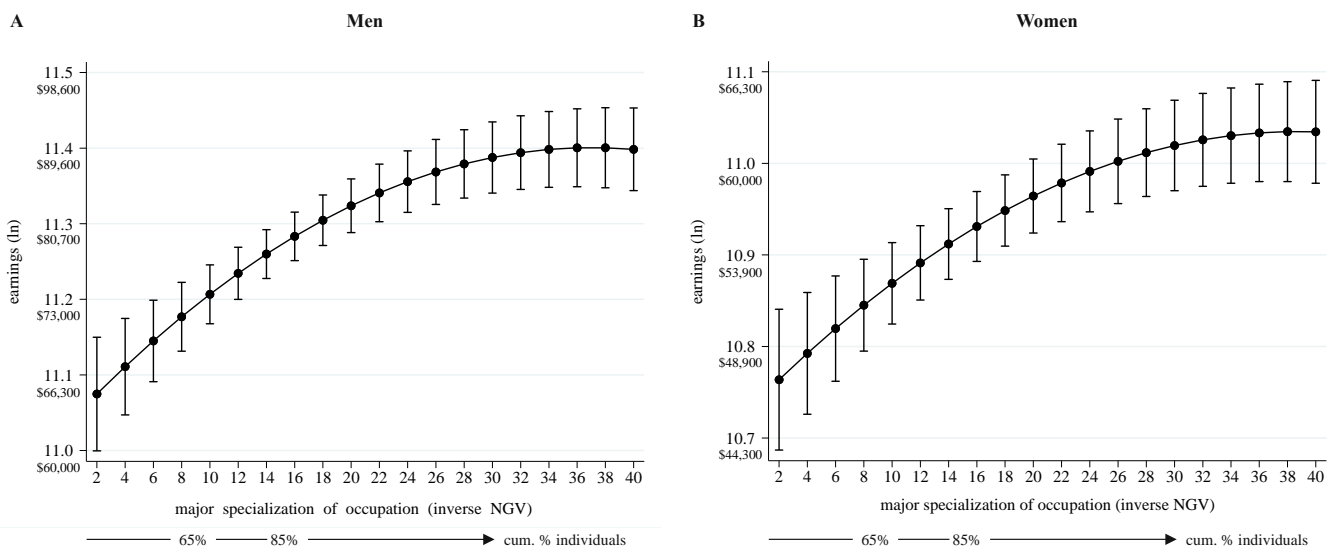 A
Men
11.5
$98,600
11.4
$89,600
11.3
$80,700
11.2
$73,000
11.1
$66,300
11.0
$60,000
earnings (ln)
2 4 6 8 10 12 14 16 18 20 22 24 26 28 30 32 34 36 38 40
major specialization of occupation (inverse NGV)
65% 85% cum. % individuals
B
Women
11.1
$66,300
11.0
$60,000
10.9
$53,900
10.8
$48,900
10.7
$44,300
earnings (ln)
2 4 6 8 10 12 14 16 18 20 22 24 26 28 30 32 34 36 38 40
major specialization of occupation (inverse NGV)
65% 85% cum. % individuals